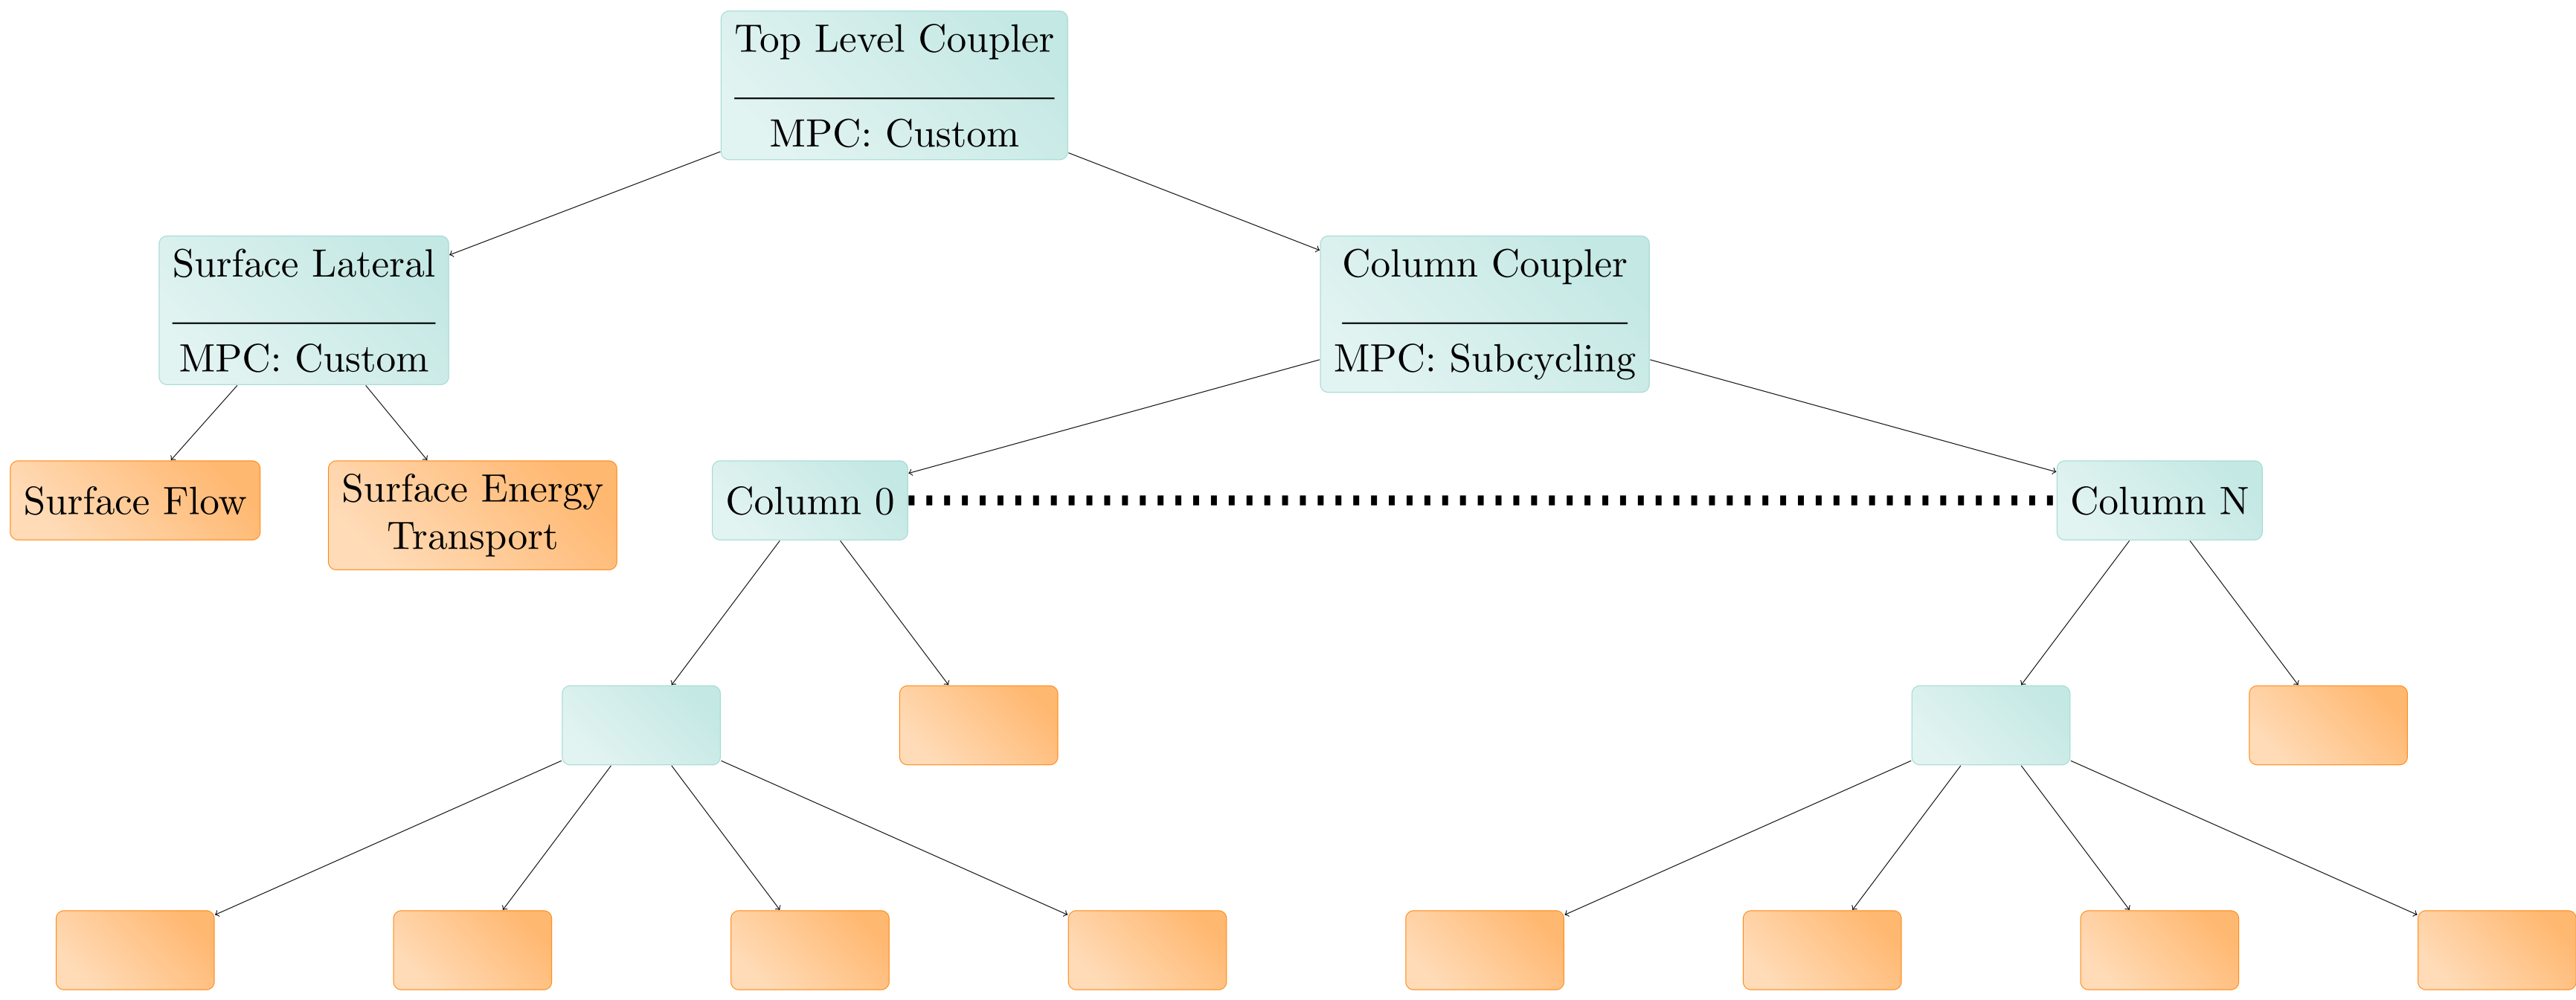 Top Level Coupler
MPC: Custom
Surface Lateral
MPC: Custom
Column Coupler
MPC: Subcycling
Surface Flow
Surface Energy
Transport
Column 0
Column N